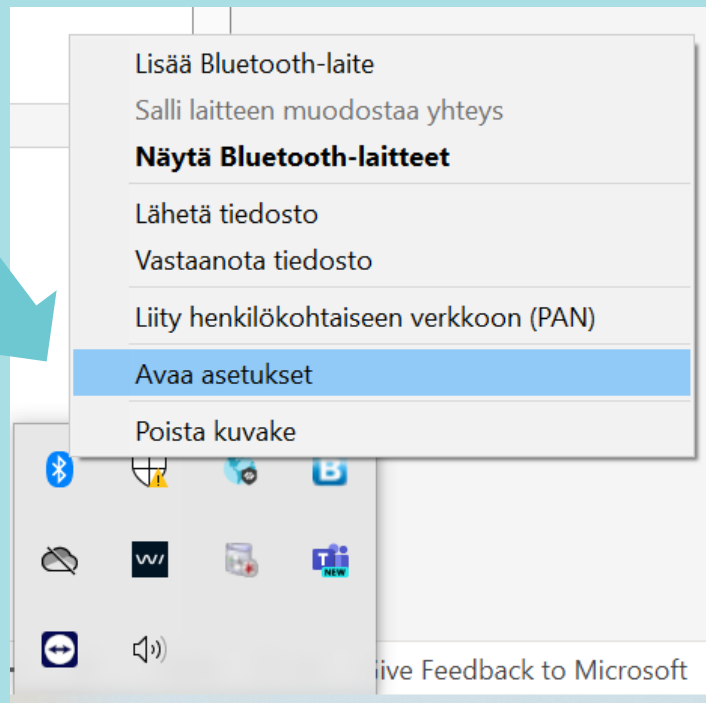 Lisää Bluetooth-laite
Salli laitteen muodostaa yhteys
Näytä Bluetooth-laitteet
Lähetä tiedosto
Vastaanota tiedosto
Liity henkilökohtaiseen verkkoon (PAN)
Avaa asetukset
Poista kuvake
B
W/
T
NEW
ive Feedback to Microsoft